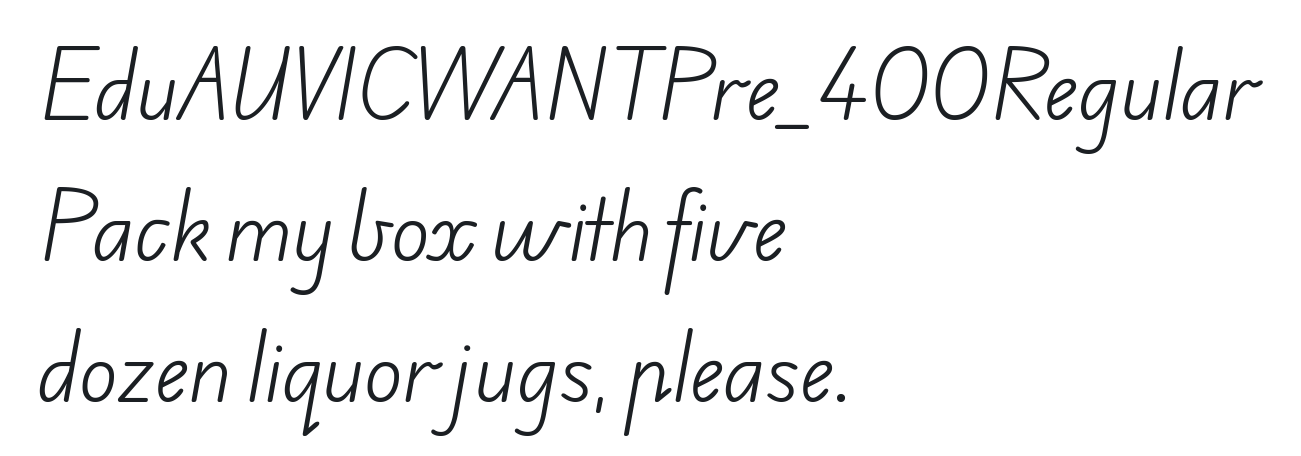 EduAUVICWANTPre_400Regular
Pack my box with five
dozen liquor jugs, please.